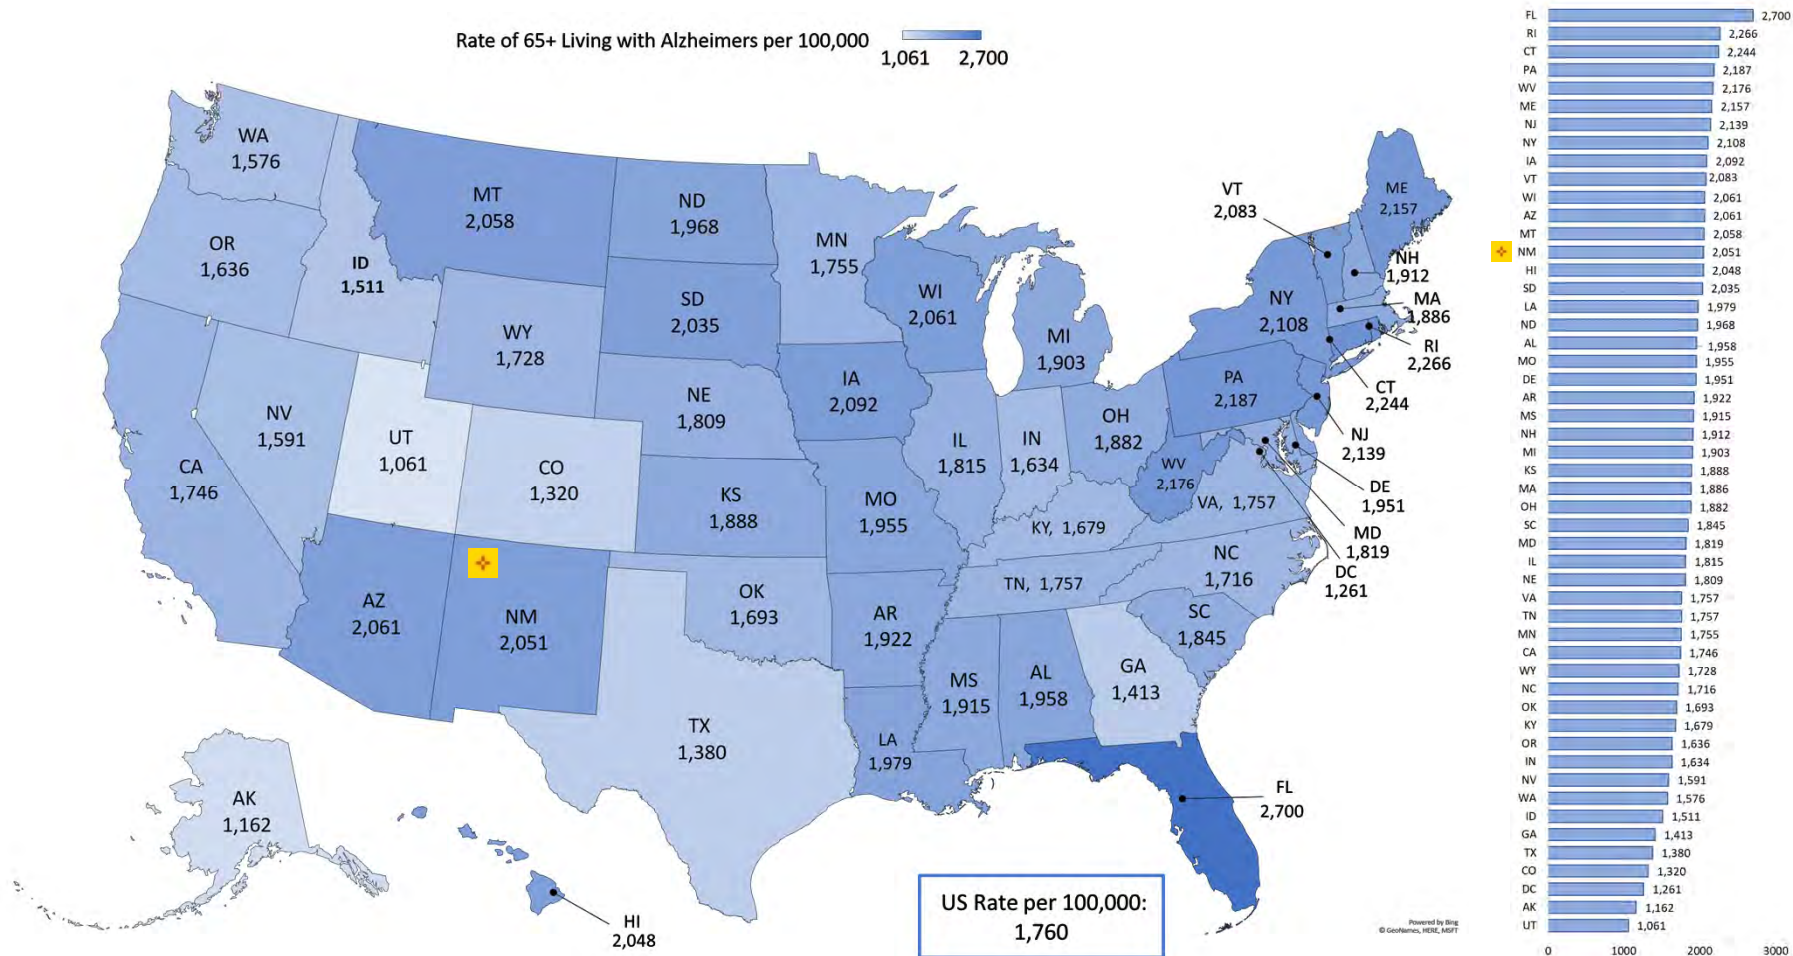 Rate of 65+ Living with Alzheimers per 100,000
1,061 2,700
WA
1,576
OR
1,636
ID
1,511
MT
2,058
ND
1,968
MN
1,755
SD
2,035
WI
2,061
WY
1,728
MI
1,903
NE
1,809
IA
2,092
NV
1,591
UT
1,061
CO
1,320
CA
1,746
KS
1,888
MO
1,955
IL
1,815
IN
1,634
OH
1,882
WV
2,176
VA, 1,757
KY, 1,679
TN, 1,757
NC
1,716
SC
1,845
AZ
2,061
NM
2,051
OK
1,693
AR
1,922
TX
1,380
LA
1,979
MS
1,915
AL
1,958
GA
1,413
FL
2,700
AK
1,162
HI
2,048
VT
2,083
ME
2,157
NH
1,912
MA
1,886
RI
2,266
CT
2,244
NY
2,108
PA
2,187
NJ
2,139
DE
1,951
MD
1,819
DC
1,261
US Rate per 100,000:
1,760
Powered by Bing
© GeoNames, HERE, MSFT
FL 2,700
RI 2,266
CT 2,244
PA 2,187
WV 2,176
ME 2,157
NJ 2,139
NY 2,108
IA 2,092
VT 2,083
WI 2,061
AZ 2,061
MT 2,058
NM 2,051
HI 2,048
SD 2,035
LA 1,979
ND 1,968
AL 1,958
MO 1,955
DE 1,951
AR 1,922
MS 1,915
NH 1,912
MI 1,903
KS 1,888
MA 1,886
OH 1,882
SC 1,845
MD 1,819
IL 1,815
NE 1,809
VA 1,757
TN 1,757
MN 1,755
CA 1,746
WY 1,728
NC 1,716
OK 1,693
KY 1,679
OR 1,636
IN 1,634
NV 1,591
WA 1,576
ID 1,511
GA 1,413
TX 1,380
CO 1,320
DC 1,261
AK 1,162
UT 1,061
0 1000 2000 3000